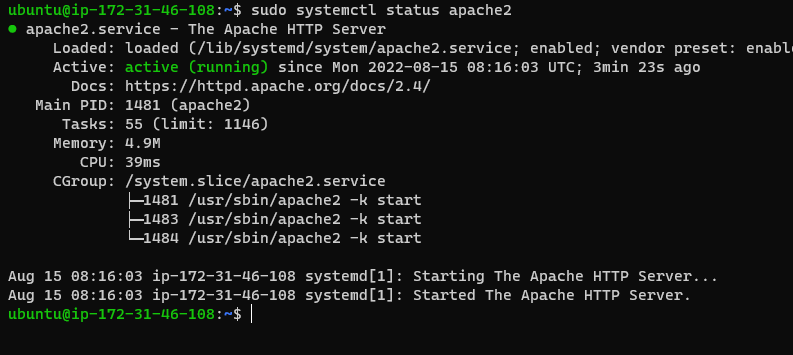 ubuntu@ip-172-31-46-108:~$ sudo systemctl status apache2
● apache2.service - The Apache HTTP Server
     Loaded: loaded (/lib/systemd/system/apache2.service; enabled; vendor preset: enable
     Active: active (running) since Mon 2022-08-15 08:16:03 UTC; 3min 23s ago
       Docs: https://httpd.apache.org/docs/2.4/
   Main PID: 1481 (apache2)
      Tasks: 55 (limit: 1146)
     Memory: 4.9M
        CPU: 39ms
     CGroup: /system.slice/apache2.service
             ├─1481 /usr/sbin/apache2 -k start
             ├─1483 /usr/sbin/apache2 -k start
             └─1484 /usr/sbin/apache2 -k start

Aug 15 08:16:03 ip-172-31-46-108 systemd[1]: Starting The Apache HTTP Server...
Aug 15 08:16:03 ip-172-31-46-108 systemd[1]: Started The Apache HTTP Server.
ubuntu@ip-172-31-46-108:~$